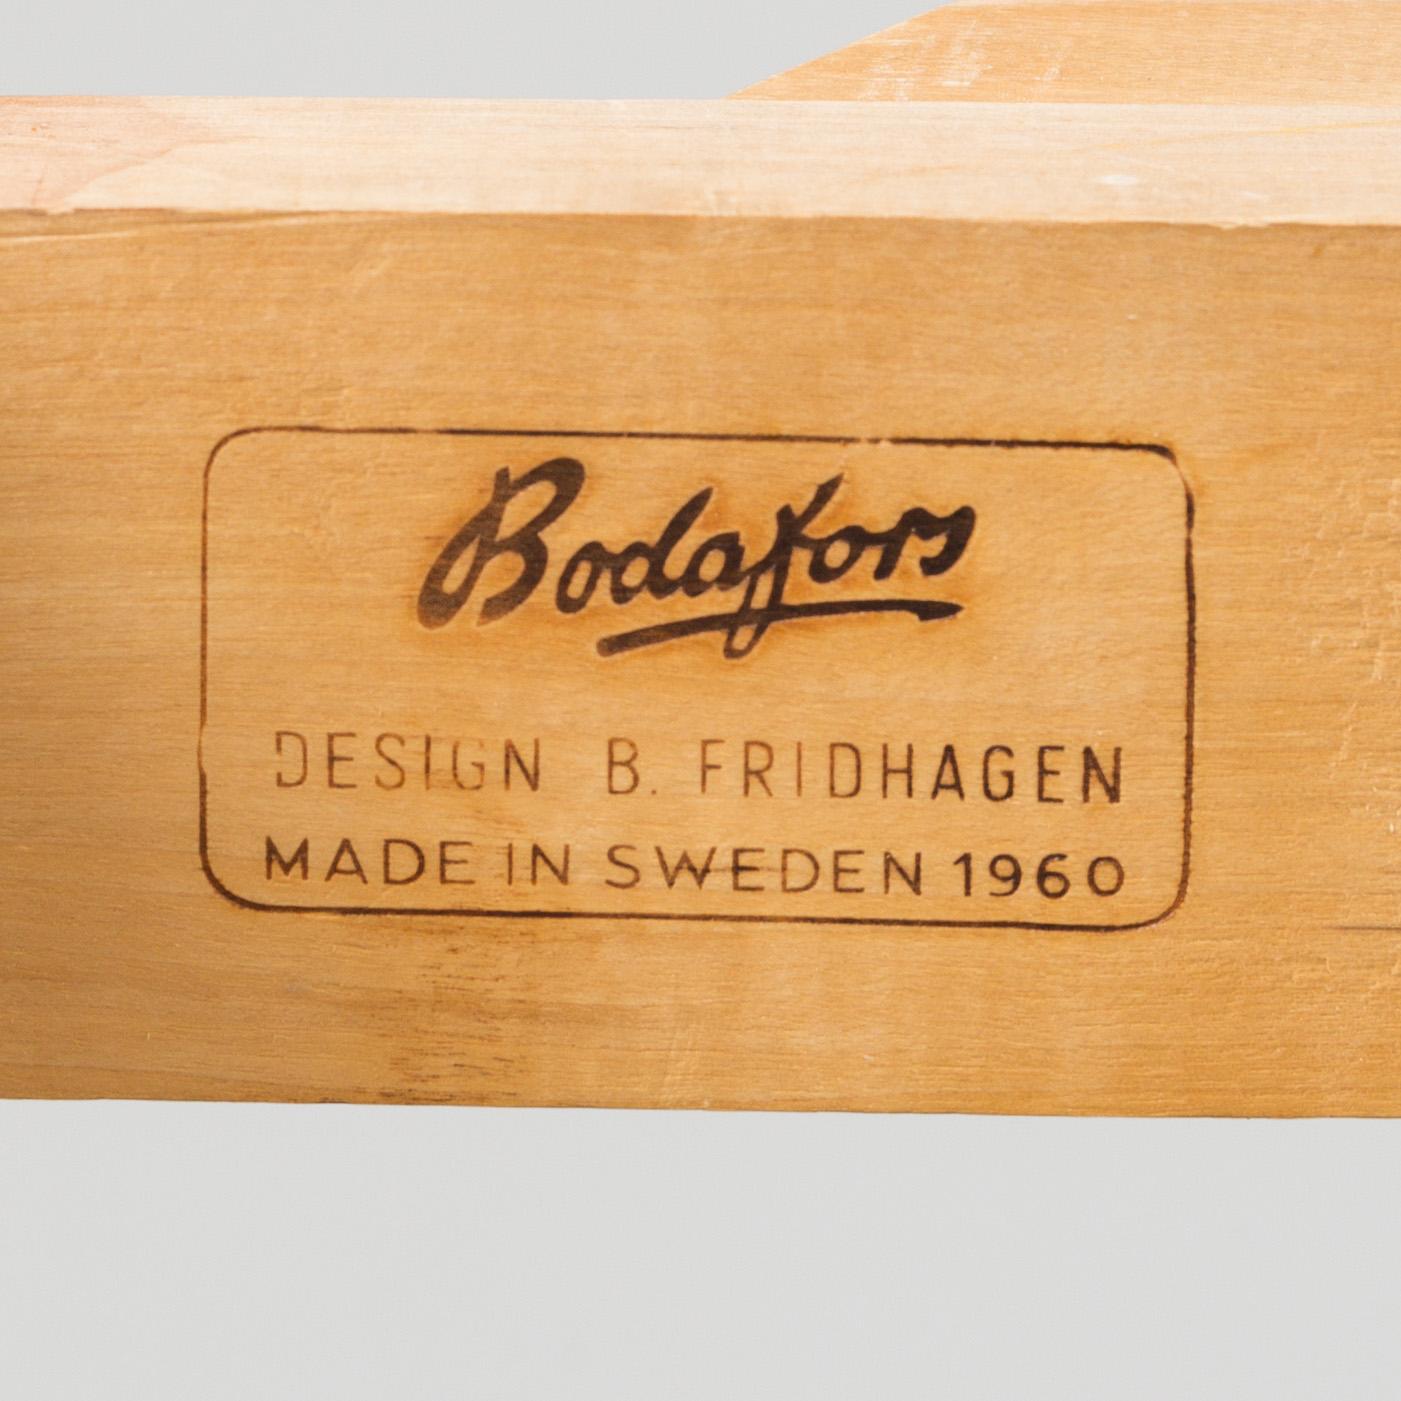 Bodafors
DESIGN B. FRIDHAGEN
MADE IN SWEDEN 1960